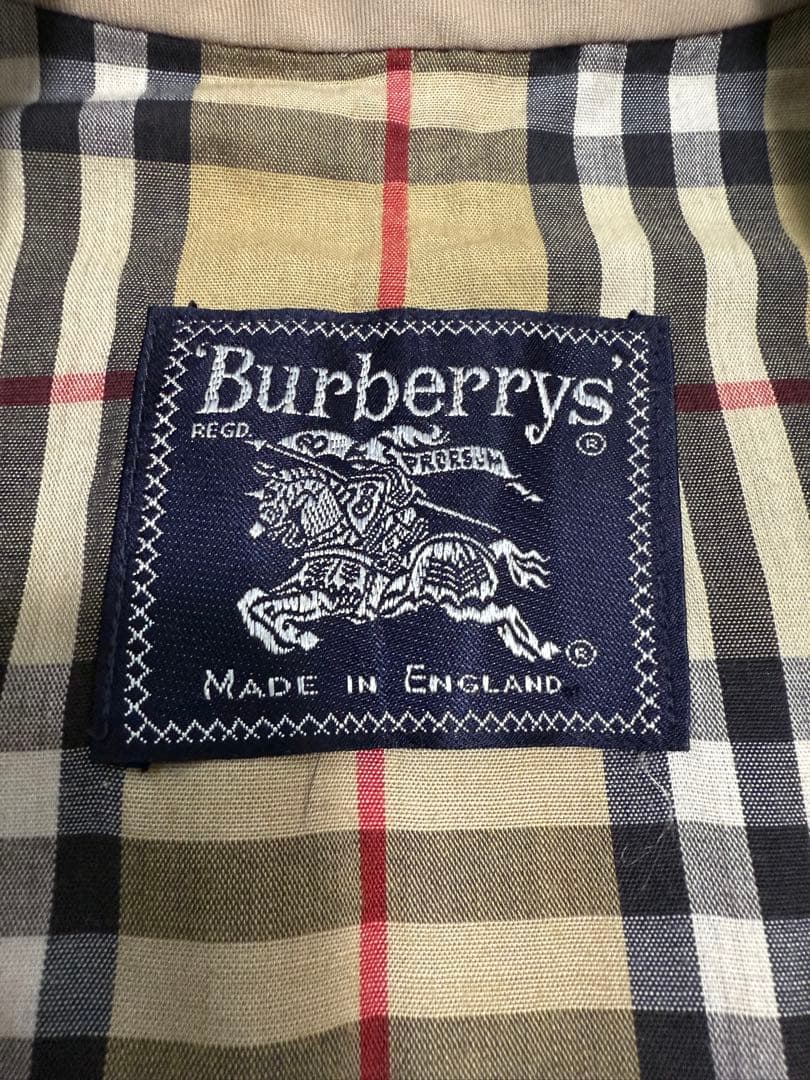 'Burberrys'
REGD. ®
PRORSUM
®
MADE IN ENGLAND